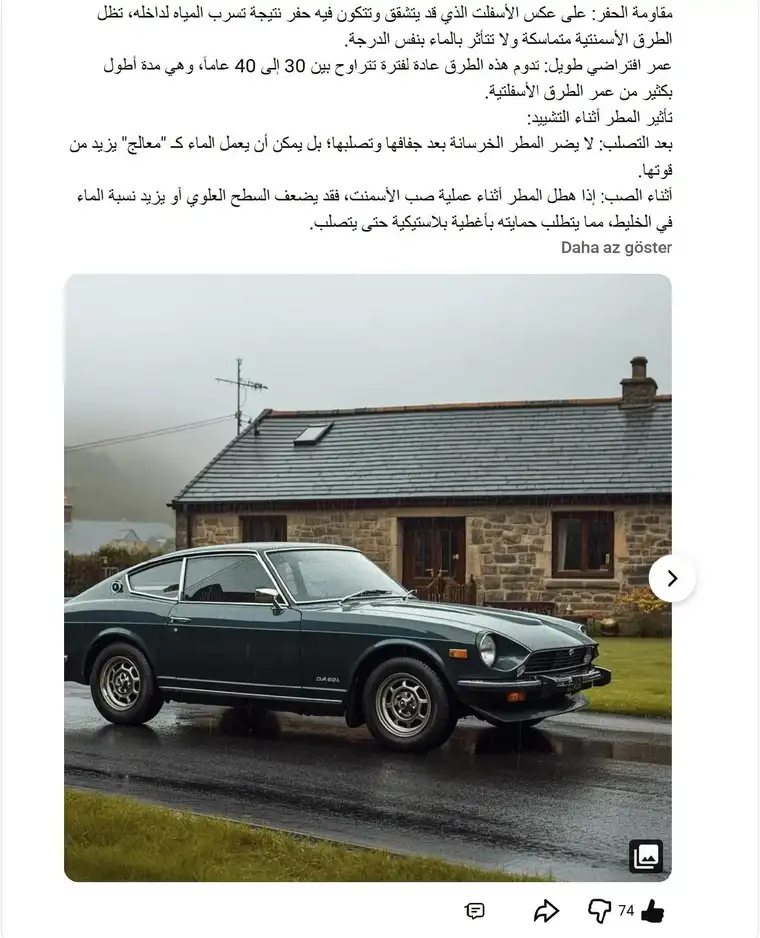 مقاومة الحفر: على عكس الأسفلت الذي قد يتشقق وتتكون فيه حفر نتيجة تسرب المياه لداخله، تظل
الطرق الأسمنتية متماسكة ولا تتأثر بالماء بنفس الدرجة.
عمر افتراضي طويل: تدوم هذه الطرق عادة لفترة تتراوح بين 30 إلى 40 عاماً، وهي مدة أطول
بكثير من عمر الطرق الأسفلتية.
تأثير المطر أثناء التشييد:
بعد التصلب: لا يضر المطر الخرسانة بعد جفافها وتصلبها؛ بل يمكن أن يعمل الماء كـ "معالج" يزيد من
قوتها.
أثناء الصب: إذا هطل المطر أثناء عملية صب الأسمنت، فقد يضعف السطح العلوي أو يزيد نسبة الماء
في الخليط، مما يتطلب حمايته بأغطية بلاستيكية حتى يتصلب.
Daha az göster
74